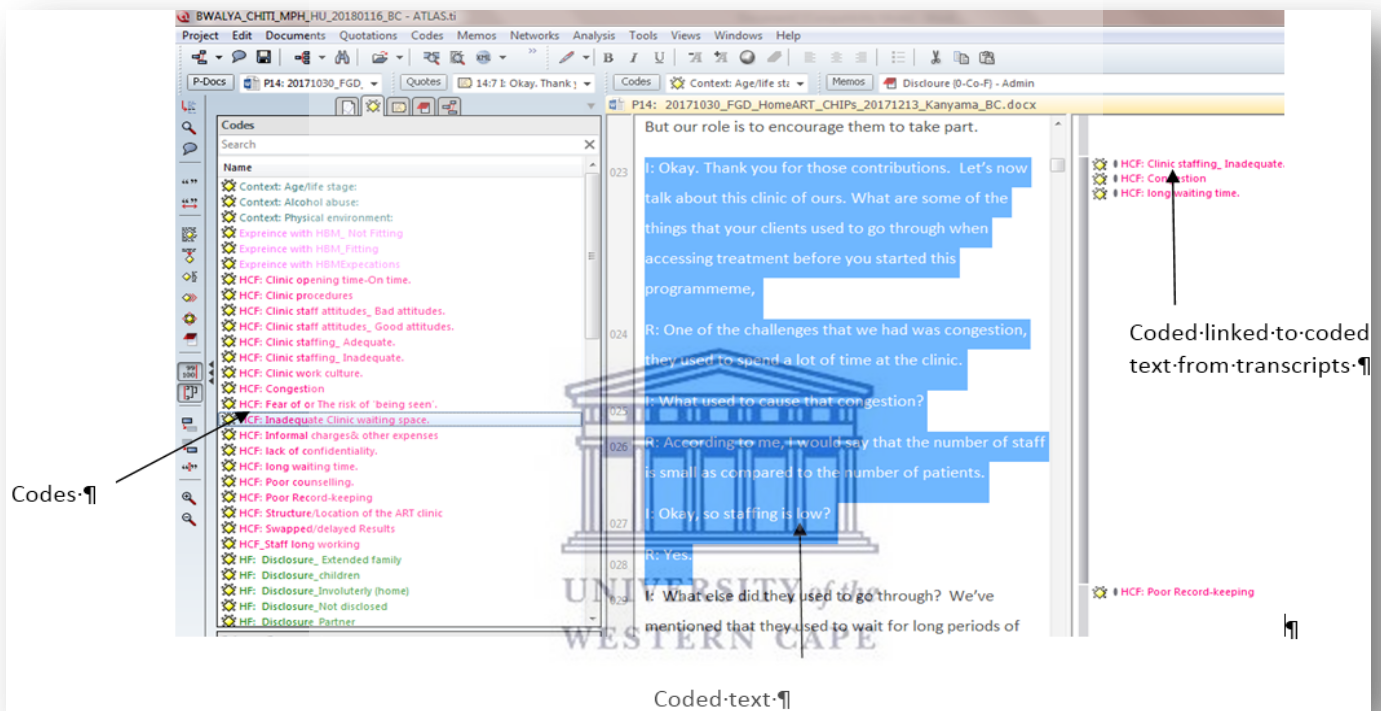 BWALYA_CHITI_MPH_HU_20180116_BC - ATLAS.ti
Project Edit Documents Quotations Codes Memos Networks Analysis Tools Views Windows Help
B I U
P-Docs P14: 20171030_FGD, Quotes 14:7 I: Okay. Thank y Codes Context: Age/life sta Memos Discloure {0-Co-F} - Admin
P14: 20171030_FGD_HomeART_CHIPs_20171213_Kanyama_BC.docx
Codes
Search
Name
Context: Age/life stage:
Context: Alcohol abuse:
Context: Physical environment:
Expreince with HBM_ Not Fitting
Expreince with HBM_Fitting
Expreince with HBMExpecations
HCF: Clinic opening time-On time.
HCF: Clinic procedures
HCF: Clinic staff attitudes_ Bad attitudes.
HCF: Clinic staff attitudes_ Good attitudes.
HCF: Clinic staffing_ Adequate.
HCF: Clinic staffing_ Inadequate.
HCF: Clinic work culture.
HCF: Congestion
HCF: Fear of or The risk of 'being seen'.
HCF: Inadequate Clinic waiting space.
HCF: Informal charges& other expenses
HCF: lack of confidentiality.
HCF: long waiting time.
HCF: Poor counselling.
HCF: Poor Record-keeping
HCF: Structure/Location of the ART clinic
HCF: Swapped/delayed Results
HCF_Staff long working
HF: Disclosure_ Extended family
HF: Disclosure_children
HF: Disclosure_Involuterly (home)
HF: Disclosure_Not disclosed
HF: Disclosure_Partner
But our role is to encourage them to take part.
023 I: Okay. Thank you for those contributions. Let's now
talk about this clinic of ours. What are some of the
things that your clients used to go through when
accessing treatment before you started this
programmeme,
024 R: One of the challenges that we had was congestion,
they used to spend a lot of time at the clinic.
025 I: What used to cause that congestion?
026 R: According to me, I would say that the number of staff
is small as compared to the number of patients.
027 I: Okay, so staffing is low?
028 R: Yes.
029 I: What else did they used to go through? We've
mentioned that they used to wait for long periods of
HCF: Clinic staffing_ Inadequate.
HCF: Congestion
HCF: long waiting time.
HCF: Poor Record-keeping
Coded·linked·to·coded
text·from·transcripts·¶
¶
Codes·¶
UNIVERSITY of the
WESTERN CAPE
Coded·text·¶